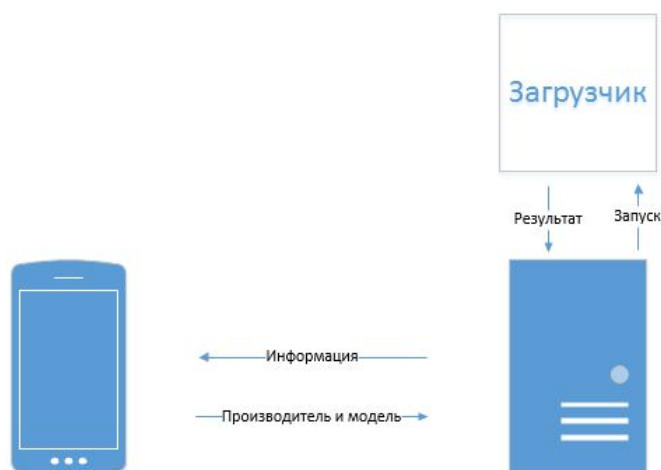 Загрузчик
Результат
Запуск
Информация
Производитель и модель